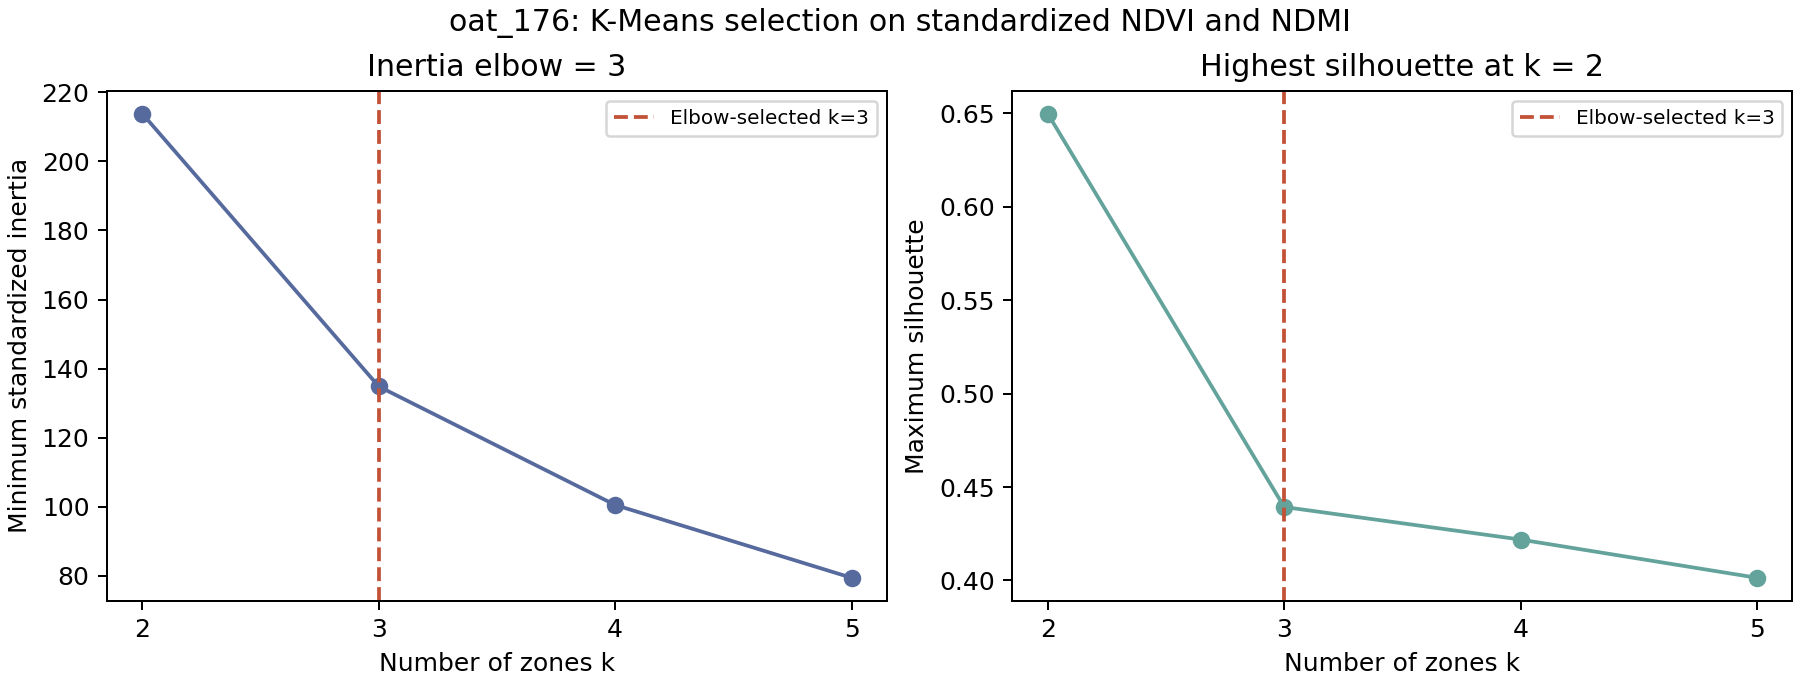 oat_176: K-Means selection on standardized NDVI and NDMI
Inertia elbow = 3
Minimum standardized inertia
220
200
180
160
140
120
100
80
Elbow-selected k=3
2 3 4 5
Number of zones k
Highest silhouette at k = 2
Maximum silhouette
0.65
0.60
0.55
0.50
0.45
0.40
Elbow-selected k=3
2 3 4 5
Number of zones k